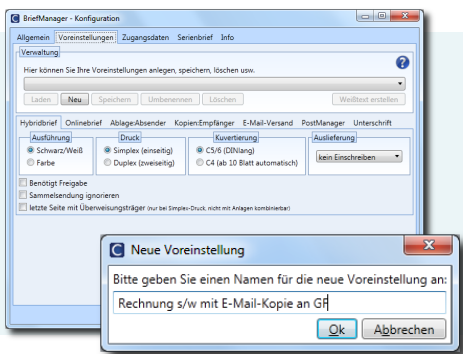 BriefManager - Konfiguration
Allgemein Voreinstellungen Zugangsdaten Serienbrief Info
Verwaltung
Hier können Sie Ihre Voreinstellungen anlegen, speichern, löschen usw.
Laden Neu Speichern Umbenennen Löschen Weißtext erstellen
Hybridbrief Onlinebrief Ablage:Absender Kopien:Empfänger E-Mail-Versand PostManager Unterschrift
Ausführung Druck Kuvertierung Auslieferung
Schwarz/Weiß Simplex (einseitig) C5/6 (DINlang) kein Einschreiben
Farbe Duplex (zweiseitig) C4 (ab 10 Blatt automatisch)
Benötigt Freigabe
Sammelsendung ignorieren
letzte Seite mit Überweisungsträger (nur bei Simplex-Druck, nicht mit Anlagen kombinierbar)
Neue Voreinstellung
Bitte geben Sie einen Namen für die neue Voreinstellung an:
Rechnung s/w mit E-Mail-Kopie an GF
Ok Abbrechen